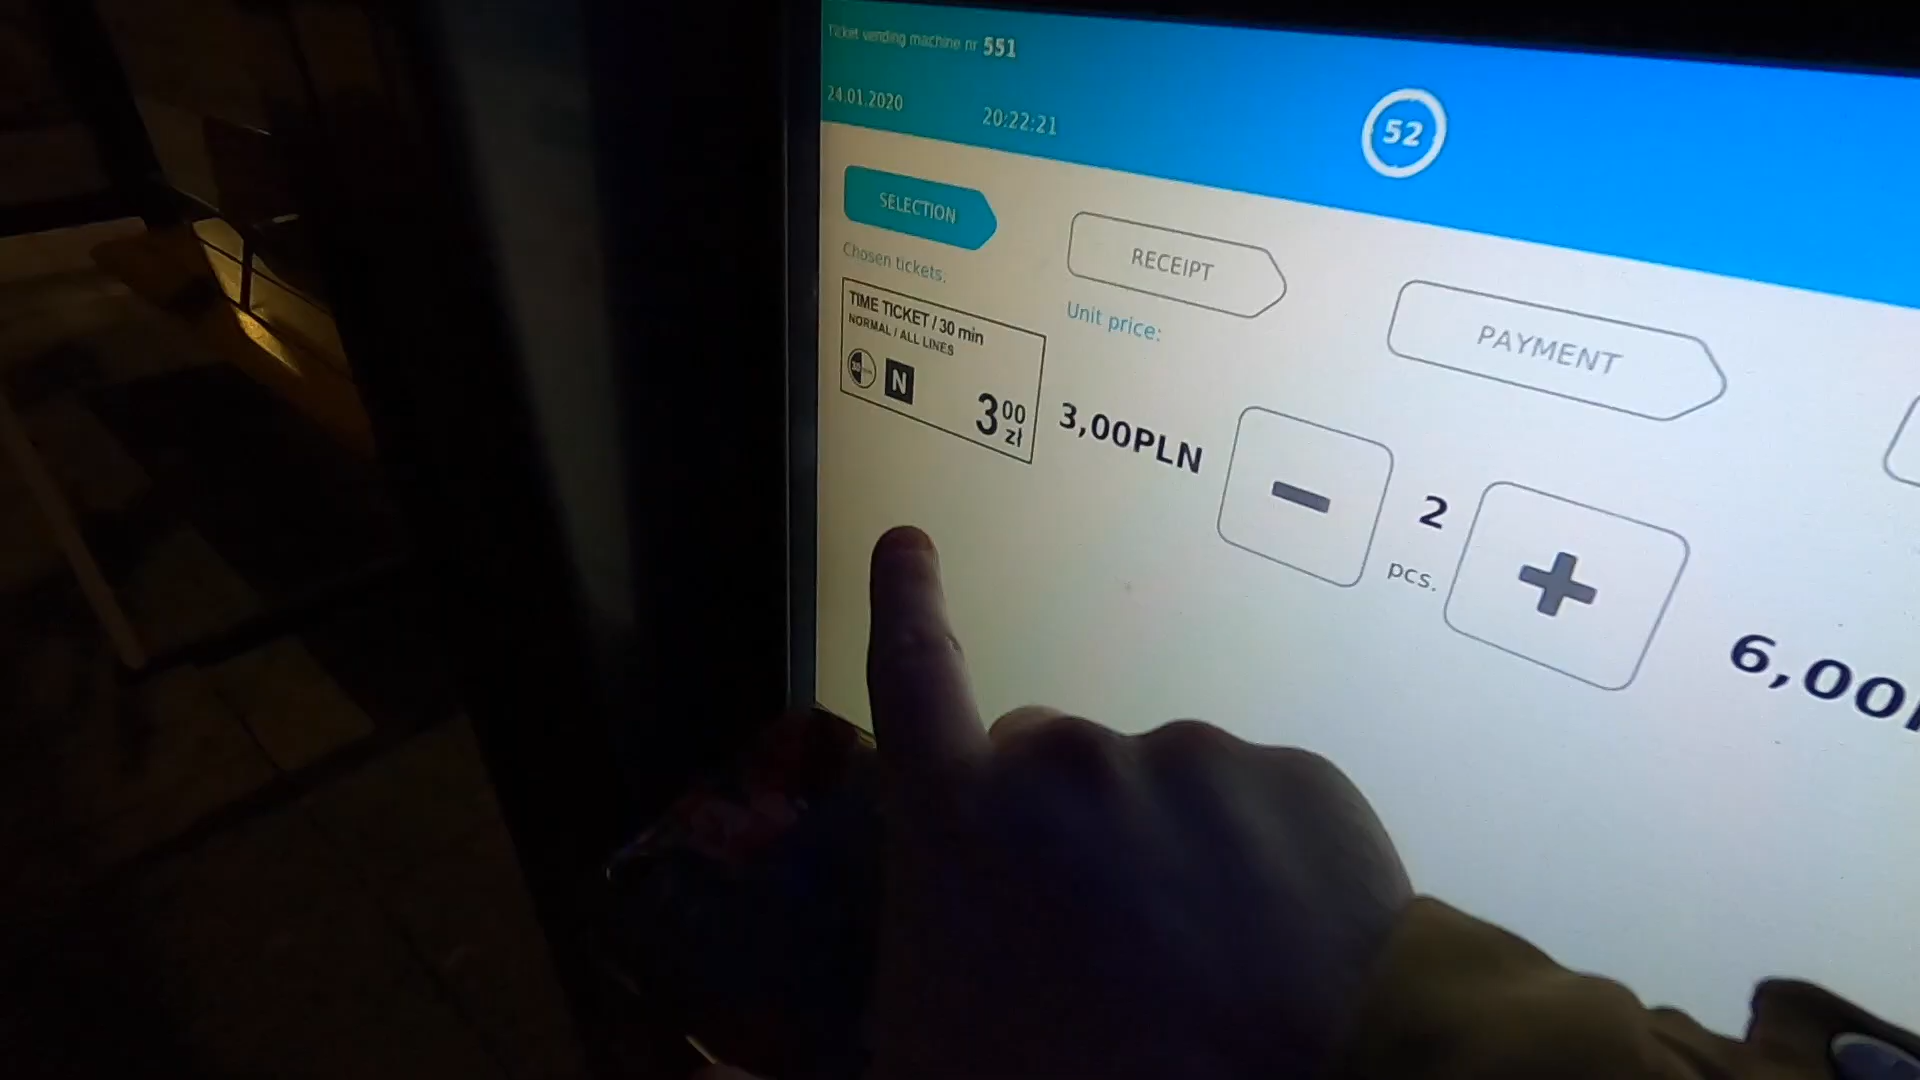 Ticket vending machine nr 551
24.01.2020 20:22:21
52
SELECTION
RECEIPT
PAYMENT
Chosen tickets:
Unit price:
TIME TICKET / 30 min
NORMAL / ALL LINES
N
3 00 zł
3,00PLN
2
pcs.
6,00